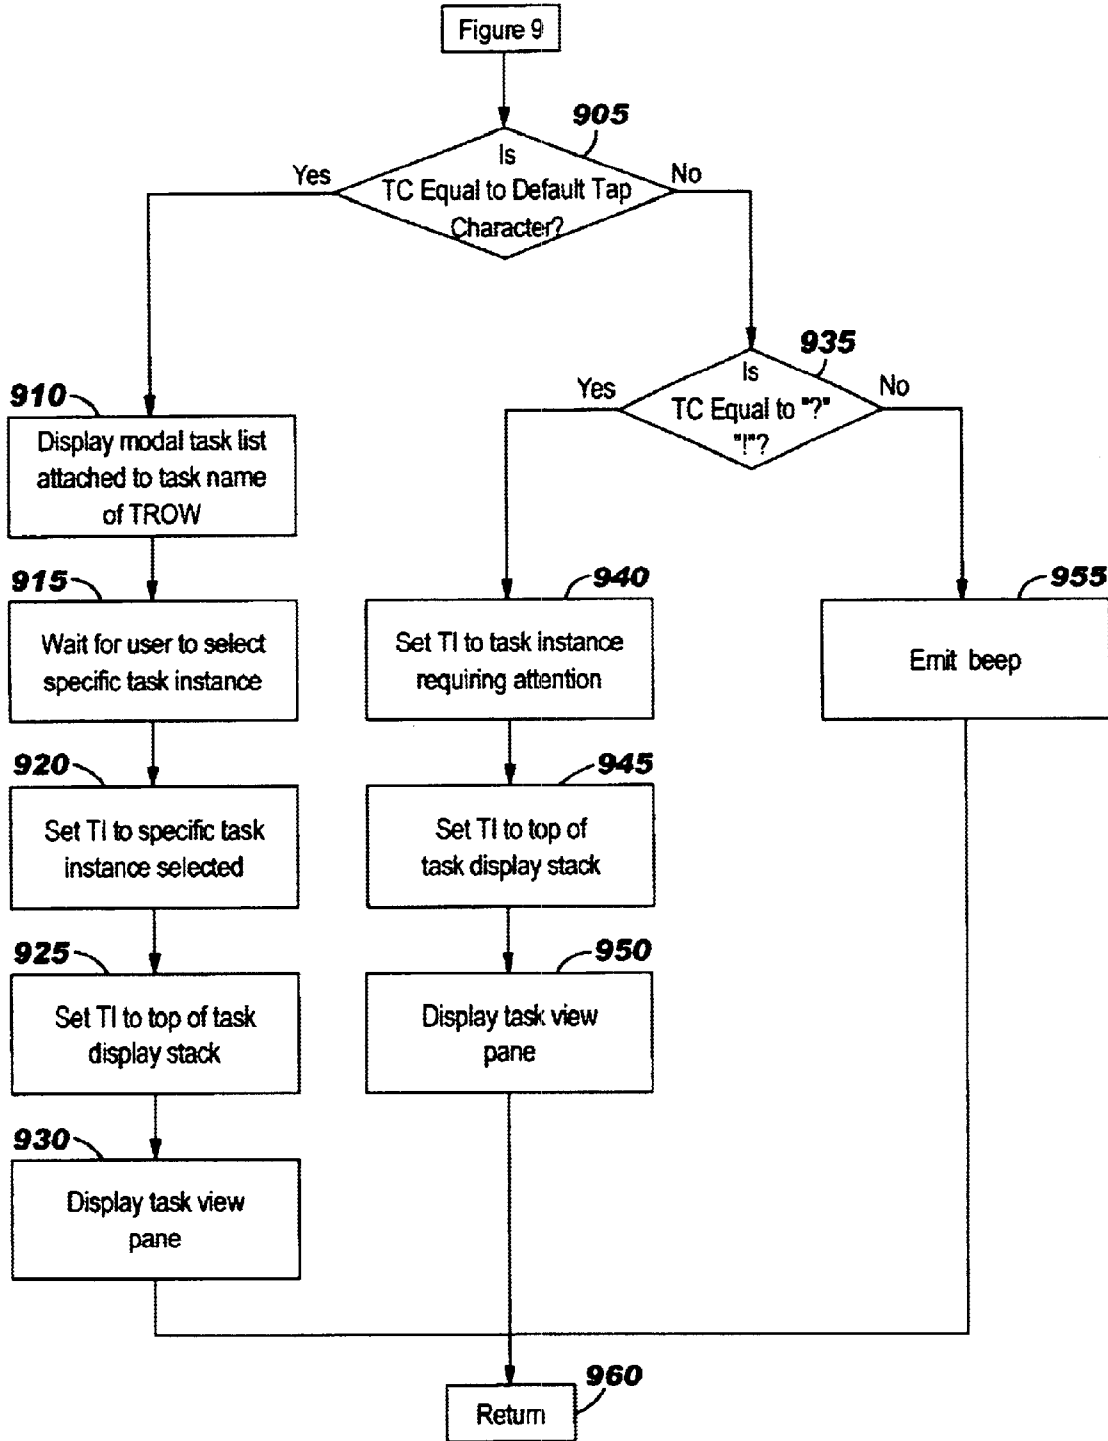 Figure 9
905
Is
TC Equal to Default Tap
Character?
Yes
No
935
Is
TC Equal to "?"
"!"?
Yes
No
910
Display modal task list
attached to task name
of TROW
915
Wait for user to select
specific task instance
920
Set TI to specific task
instance selected
925
Set TI to top of task
display stack
930
Display task view
pane
940
Set TI to task instance
requiring attention
945
Set TI to top of
task display stack
950
Display task view
pane
955
Emit beep
960
Return